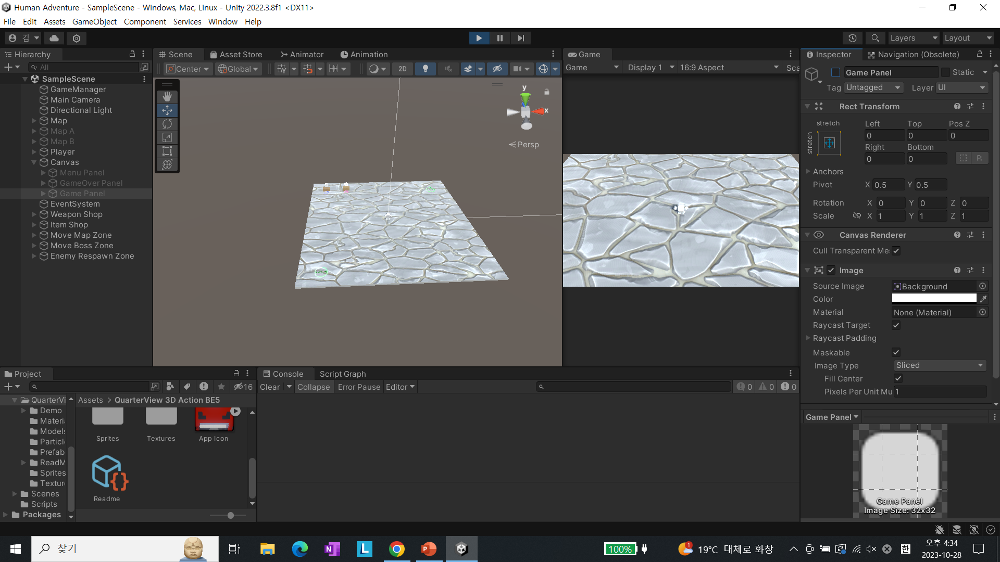 Human Adventure - SampleScene - Windows, Mac, Linux - Unity 2022.3.8f1 <DX11>
File Edit Assets GameObject Component Services Window Help
김
Layers
Layout
Hierarchy
All
SampleScene
GameManager
Main Camera
Directional Light
Map
Map A
Map B
Player
Canvas
Menu Panel
GameOver Panel
Game Panel
EventSystem
Weapon Shop
Item Shop
Move Map Zone
Move Boss Zone
Enemy Respawn Zone
Scene Asset Store Animator Animation
Center Global 2D
y
x
Persp
Game
Game Display 1 16:9 Aspect Sca
Inspector Navigation (Obsolete)
Game Panel Static
Tag Untagged Layer UI
Rect Transform
stretch Left Top Pos Z
stretch 0 0 0
Right Bottom
0 0 R
Anchors
Pivot X 0.5 Y 0.5
Rotation X 0 Y 0 Z 0
Scale X 1 Y 1 Z 1
Canvas Renderer
Cull Transparent Me
Image
Source Image Background
Color
Material None (Material)
Raycast Target
Raycast Padding
Maskable
Image Type Sliced
Fill Center
Pixels Per Unit Mu 1
Game Panel
Game Panel
Image Size: 32x32
Project
16
QuarterVi
Demo
Materia
Models
Particle
Prefab
ReadM
Sprites
Texture
Scenes
Scripts
Packages
Assets > QuarterView 3D Action BE5
Sprites Textures App Icon
Readme
Console Script Graph
Clear Collapse Error Pause Editor 0 0 0
찾기
100% 1 19°C 대체로 화창 한 오후 4:34
2023-10-28